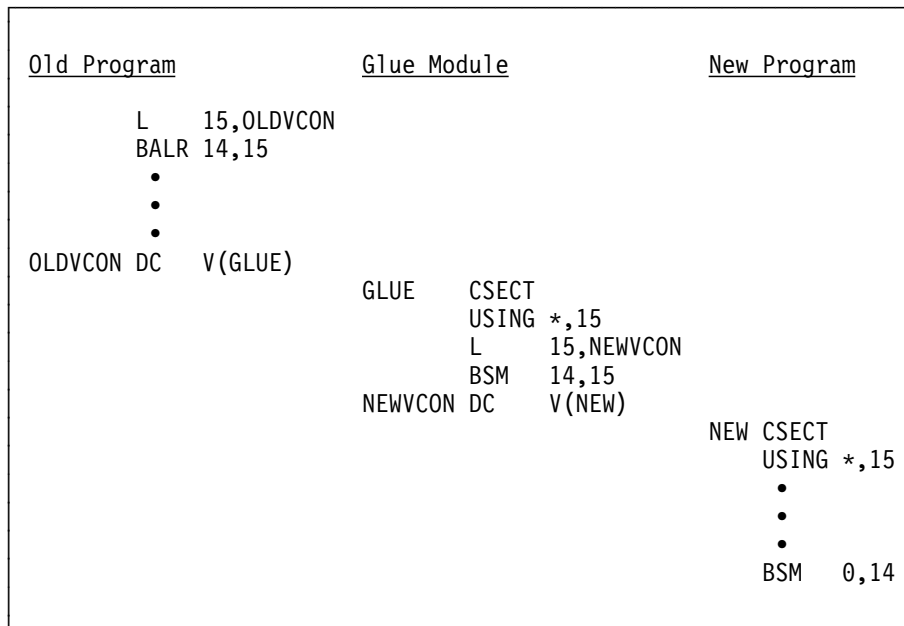 Old Program Glue Module New Program
L 15,OLDVCON
BALR 14,15
•
•
•
OLDVCON DC V(GLUE)
GLUE CSECT
USING *,15
L 15,NEWVCON
BSM 14,15
NEWVCON DC V(NEW)
NEW CSECT
USING *,15
•
•
•
BSM 0,14